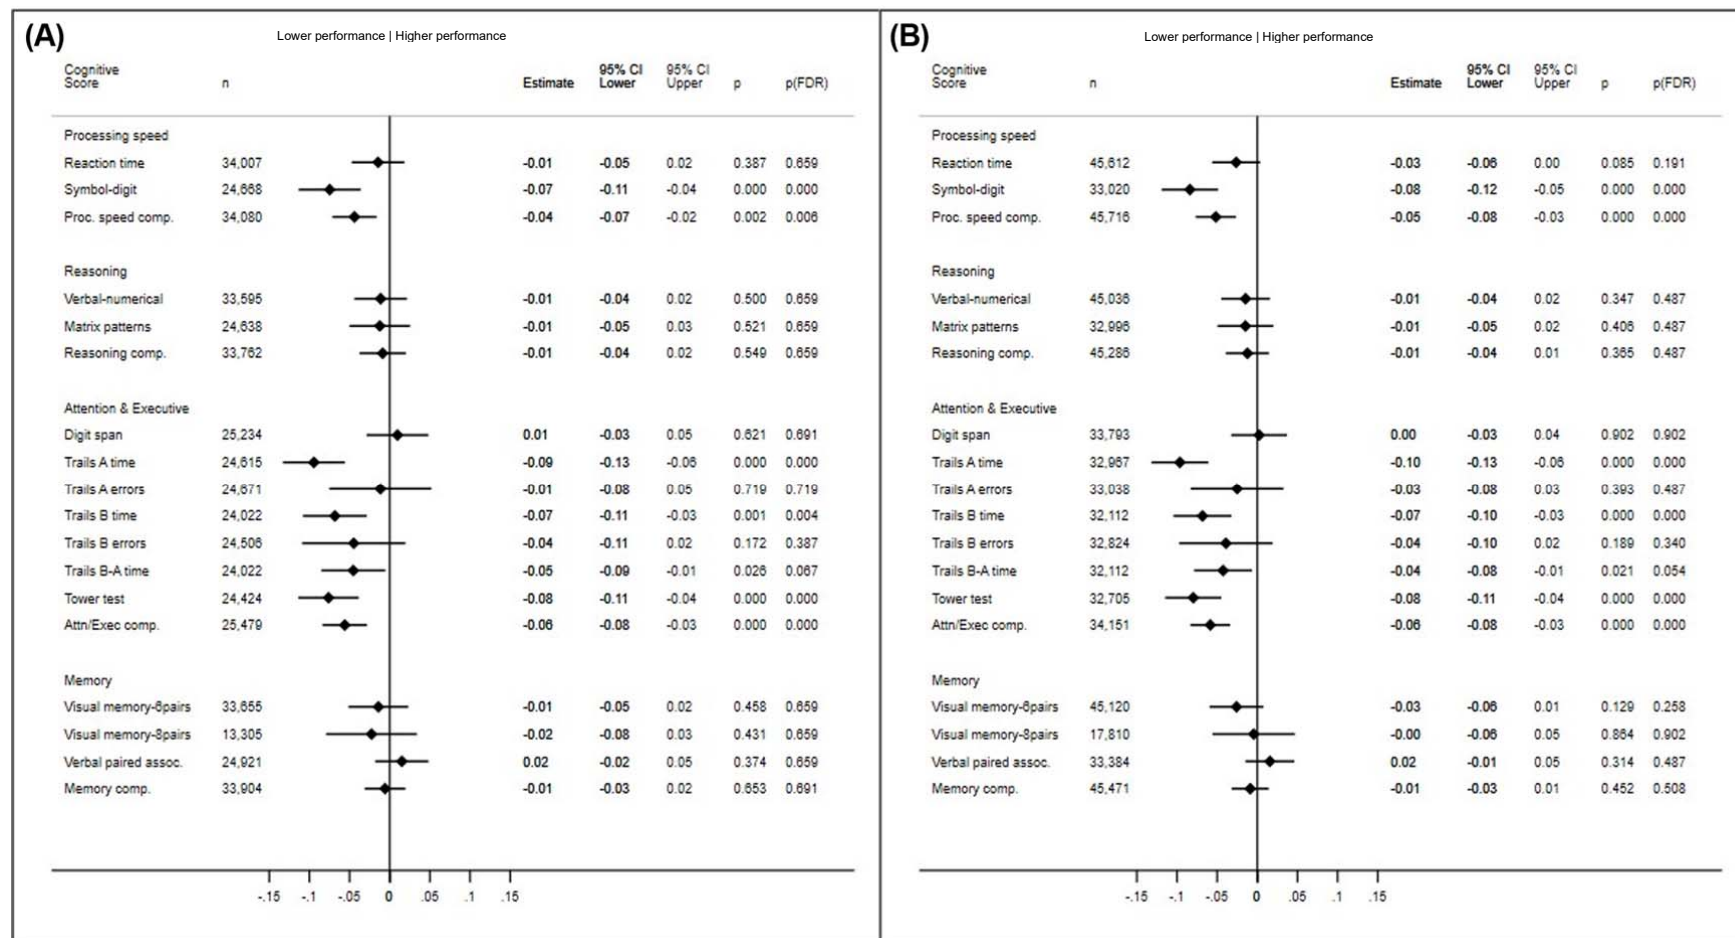 (A)
Lower performance | Higher performance
Cognitive Score n Estimate 95% CI Lower 95% CI Upper p p(FDR)
Processing speed
Reaction time 34,007 -0.01 -0.05 0.02 0.387 0.659
Symbol-digit 24,668 -0.07 -0.11 -0.04 0.000 0.000
Proc. speed comp. 34,080 -0.04 -0.07 -0.02 0.002 0.006
Reasoning
Verbal-numerical 33,595 -0.01 -0.04 0.02 0.500 0.659
Matrix patterns 24,638 -0.01 -0.05 0.03 0.521 0.659
Reasoning comp. 33,762 -0.01 -0.04 0.02 0.549 0.659
Attention & Executive
Digit span 25,234 0.01 -0.03 0.05 0.621 0.691
Trails A time 24,615 -0.09 -0.13 -0.06 0.000 0.000
Trails A errors 24,671 -0.01 -0.08 0.05 0.719 0.719
Trails B time 24,022 -0.07 -0.11 -0.03 0.001 0.004
Trails B errors 24,506 -0.04 -0.11 0.02 0.172 0.387
Trails B-A time 24,022 -0.05 -0.09 -0.01 0.026 0.067
Tower test 24,424 -0.08 -0.11 -0.04 0.000 0.000
Attn/Exec comp. 25,479 -0.06 -0.08 -0.03 0.000 0.000
Memory
Visual memory-6pairs 33,655 -0.01 -0.05 0.02 0.458 0.659
Visual memory-8pairs 13,305 -0.02 -0.08 0.03 0.431 0.659
Verbal paired assoc. 24,921 0.02 -0.02 0.05 0.374 0.659
Memory comp. 33,904 -0.01 -0.03 0.02 0.653 0.691
-.15 -.1 -.05 0 .05 .1 .15
(B)
Lower performance | Higher performance
Cognitive Score n Estimate 95% CI Lower 95% CI Upper p p(FDR)
Processing speed
Reaction time 45,612 -0.03 -0.06 0.00 0.085 0.191
Symbol-digit 33,020 -0.08 -0.12 -0.05 0.000 0.000
Proc. speed comp. 45,716 -0.05 -0.08 -0.03 0.000 0.000
Reasoning
Verbal-numerical 45,036 -0.01 -0.04 0.02 0.347 0.487
Matrix patterns 32,996 -0.01 -0.05 0.02 0.406 0.487
Reasoning comp. 45,286 -0.01 -0.04 0.01 0.365 0.487
Attention & Executive
Digit span 33,793 0.00 -0.03 0.04 0.902 0.902
Trails A time 32,967 -0.10 -0.13 -0.06 0.000 0.000
Trails A errors 33,038 -0.03 -0.08 0.03 0.393 0.487
Trails B time 32,112 -0.07 -0.10 -0.03 0.000 0.000
Trails B errors 32,824 -0.04 -0.10 0.02 0.189 0.340
Trails B-A time 32,112 -0.04 -0.08 -0.01 0.021 0.054
Tower test 32,705 -0.08 -0.11 -0.04 0.000 0.000
Attn/Exec comp. 34,151 -0.06 -0.08 -0.03 0.000 0.000
Memory
Visual memory-6pairs 45,120 -0.03 -0.06 0.01 0.129 0.258
Visual memory-8pairs 17,810 -0.00 -0.06 0.05 0.864 0.902
Verbal paired assoc. 33,384 0.02 -0.01 0.05 0.314 0.487
Memory comp. 45,471 -0.01 -0.03 0.01 0.452 0.508
-.15 -.1 -.05 0 .05 .1 .15